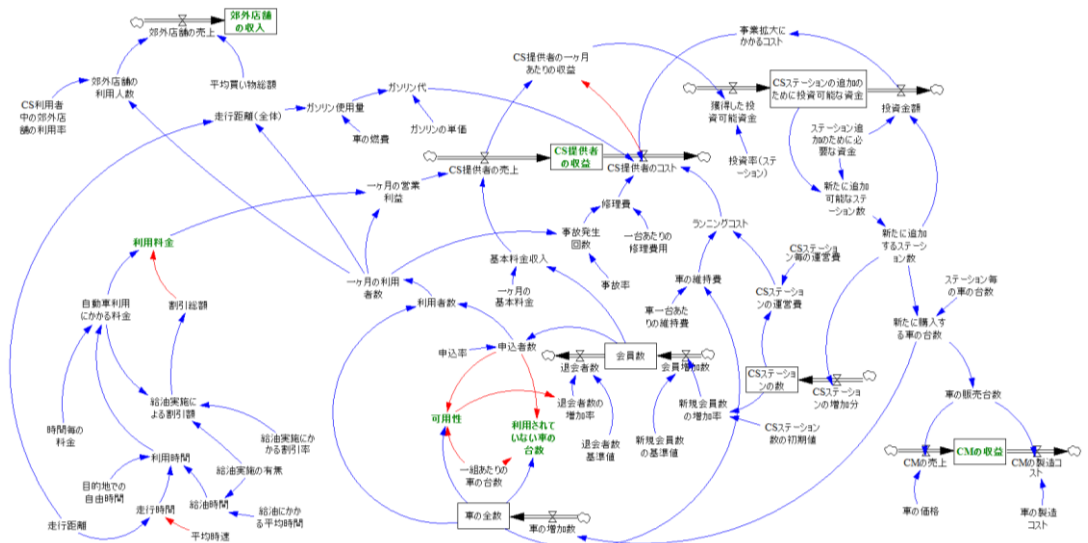 郊外店舗
の収入
郊外店舗の売上
郊外店舗の
利用人数
平均買い物総額
CS利用者
中の郊外店
舗の利用率
走行距離(全体)
ガソリン使用量
車の燃費
ガソリン代
ガソリンの単価
CS提供者の一ヶ月
あたりの収益
事業拡大に
かかるコスト
獲得した投
資可能資金
投資率(ステー
ション)
CSステーションの追加の
ために投資可能な資金
投資金額
ステーション追
加のために必
要な資金
新たに追加
可能なステー
ション数
新たに追加
するステーション
数
CS提供者の売上
CS提供者
の収益
CS提供者のコスト
一ヶ月の営業
利益
修理費
一台あたりの
修理費用
事故発生
回数
事故率
ランニングコスト
利用料金
自動車利用
にかかる料金
割引総額
一ヶ月の利用
者数
利用者数
基本料金収入
一ヶ月の
基本料金
車の維持費
車一台あた
りの維持費
CSステーショ
ン毎の運営費
CSステーショ
ンの運営費
ステーション毎
の車の台数
新たに購入す
る車の台数
申込率
申込者数
退会者数
会員数
会員増加数
退会者数の
増加率
退会者数
基準値
新規会員数
の基準値
新規会員数
の増加率
CSステーション
数の初期値
CSステーショ
ンの数
CSステーション
の増加分
車の販売台数
時間毎の
料金
給油実施に
よる割引額
給油実施にか
かる割引率
給油実施の有無
可用性
利用されて
いない車の
台数
一組あたりの
車の台数
利用時間
目的地での
自由時間
走行時間
給油時間
給油にかか
る平均時間
走行距離
平均時速
車の全数
車の増加数
CMの売上
CMの収益
CMの製造コ
スト
車の価格
車の製造
コスト